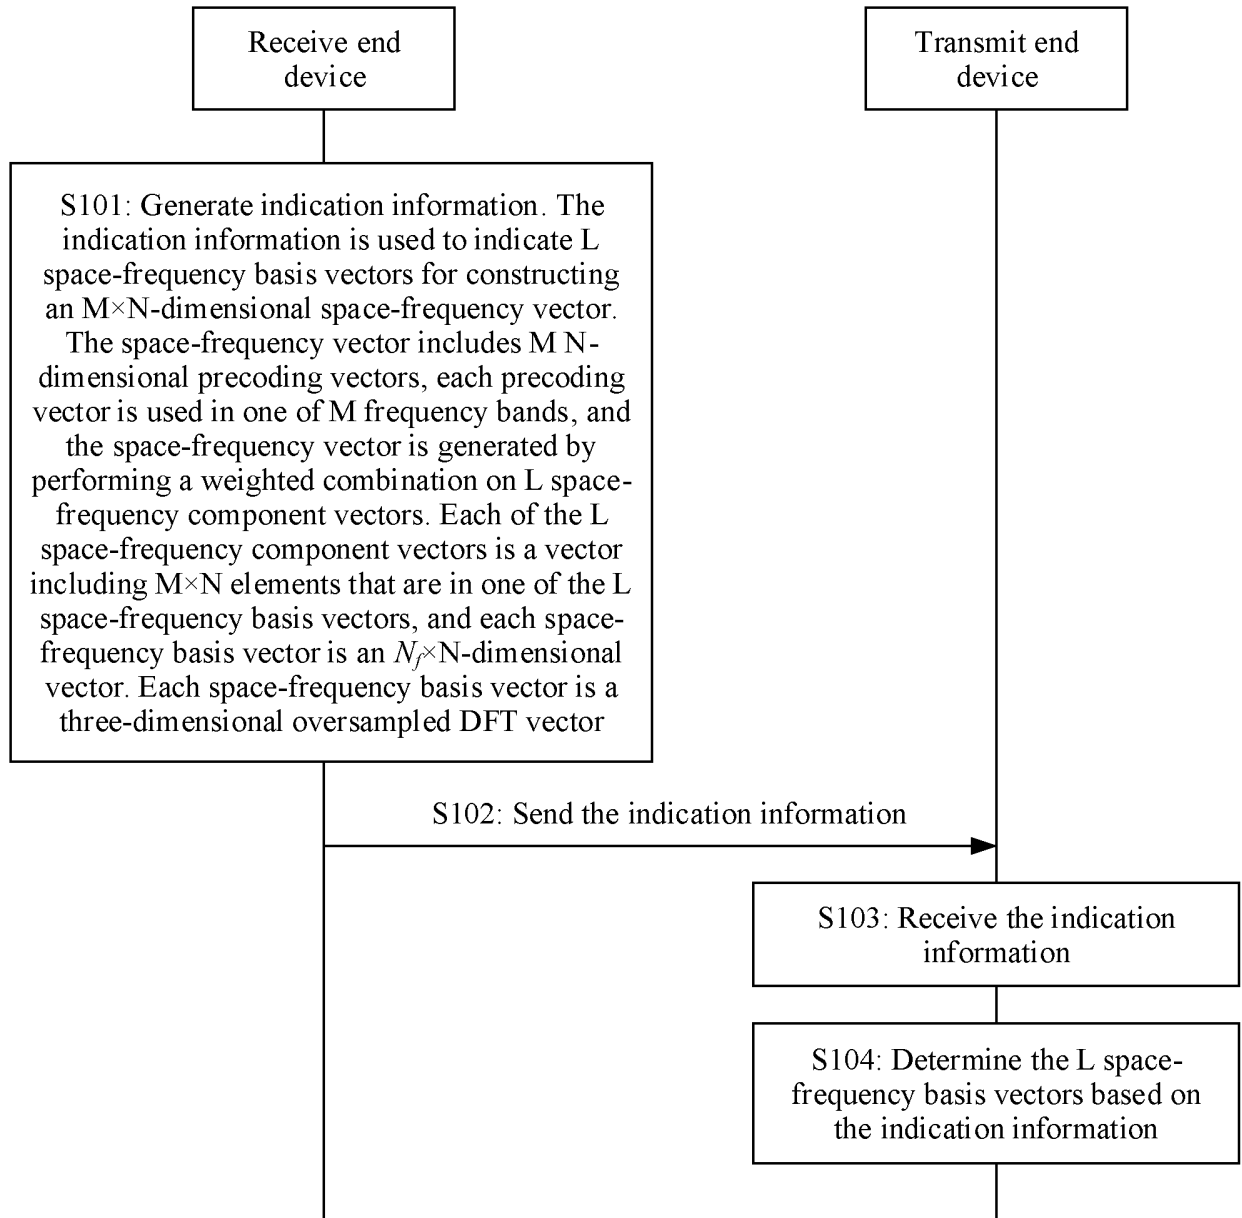 Receive end
device
Transmit end
device
S101: Generate indication information. The
indication information is used to indicate L
space-frequency basis vectors for constructing
an M×N-dimensional space-frequency vector.
The space-frequency vector includes M N-
dimensional precoding vectors, each precoding
vector is used in one of M frequency bands, and
the space-frequency vector is generated by
performing a weighted combination on L space-
frequency component vectors. Each of the L
space-frequency component vectors is a vector
including M×N elements that are in one of the L
space-frequency basis vectors, and each space-
frequency basis vector is an N_f×N-dimensional
vector. Each space-frequency basis vector is a
three-dimensional oversampled DFT vector
S102: Send the indication information
S103: Receive the indication
information
S104: Determine the L space-
frequency basis vectors based on
the indication information